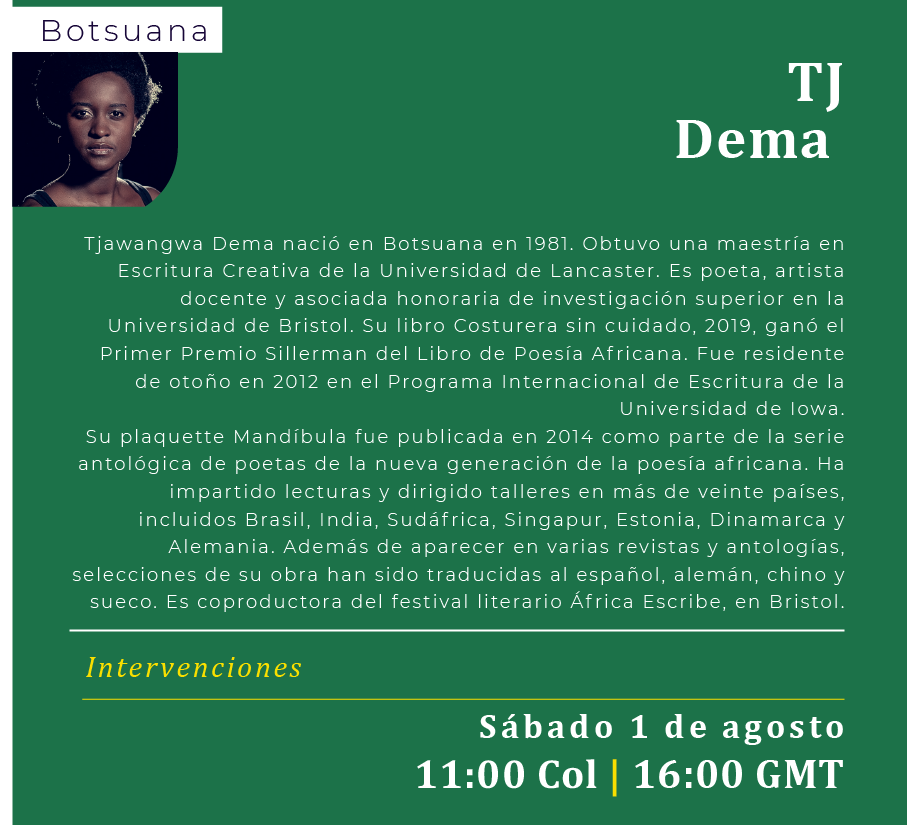 Botsuana
TJ
Dema
Tjawangwa Dema nació en Botsuana en 1981. Obtuvo una maestría en
Escritura Creativa de la Universidad de Lancaster. Es poeta, artista
docente y asociada honoraria de investigación superior en la
Universidad de Bristol. Su libro Costurera sin cuidado, 2019, ganó el
Primer Premio Sillerman del Libro de Poesía Africana. Fue residente
de otoño en 2012 en el Programa Internacional de Escritura de la
Universidad de Iowa.
Su plaquette Mandíbula fue publicada en 2014 como parte de la serie
antológica de poetas de la nueva generación de la poesía africana. Ha
impartido lecturas y dirigido talleres en más de veinte países,
incluidos Brasil, India, Sudáfrica, Singapur, Estonia, Dinamarca y
Alemania. Además de aparecer en varias revistas y antologías,
selecciones de su obra han sido traducidas al español, alemán, chino y
sueco. Es coproductora del festival literario África Escribe, en Bristol.
Intervenciones
Sábado 1 de agosto
11:00 Col | 16:00 GMT